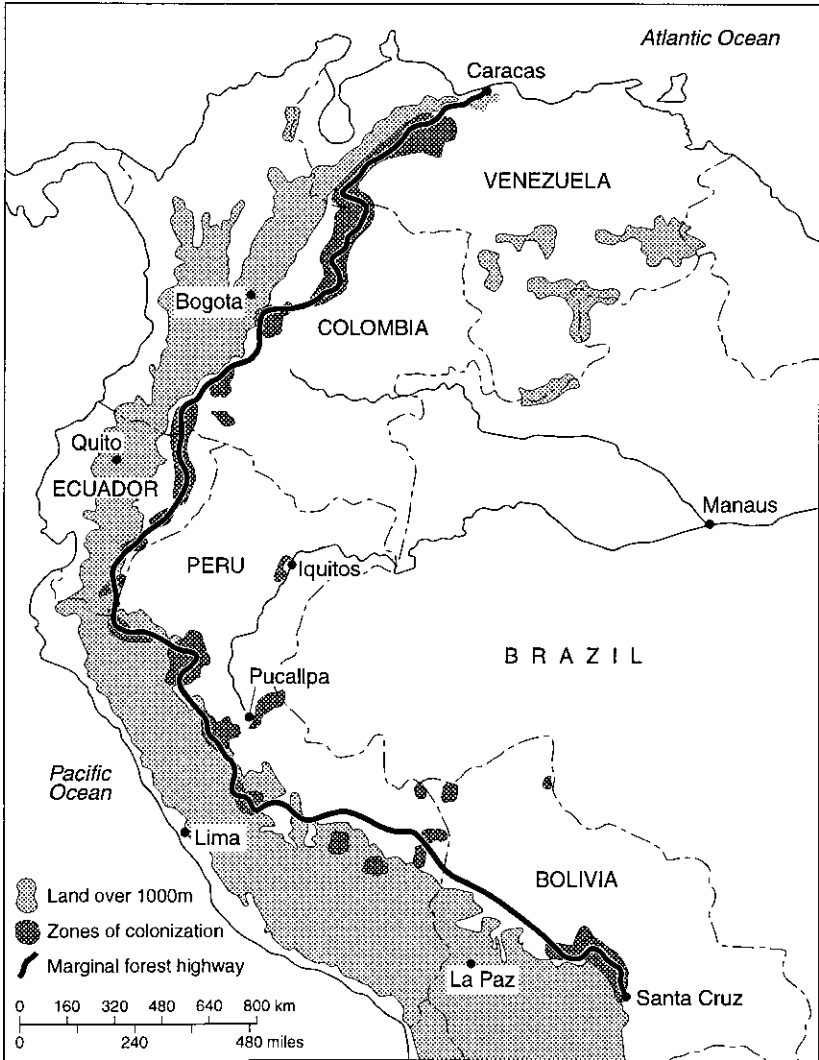 Atlantic Ocean
Caracas
VENEZUELA
Bogota
COLOMBIA
Quito
ECUADOR
Manaus
PERU
Iquitos
BRAZIL
Pucallpa
Pacific
Ocean
Lima
BOLIVIA
Land over 1000m
Zones of colonization
Marginal forest highway
La Paz
Santa Cruz
0 160 320 480 640 800 km
0 240 480 miles